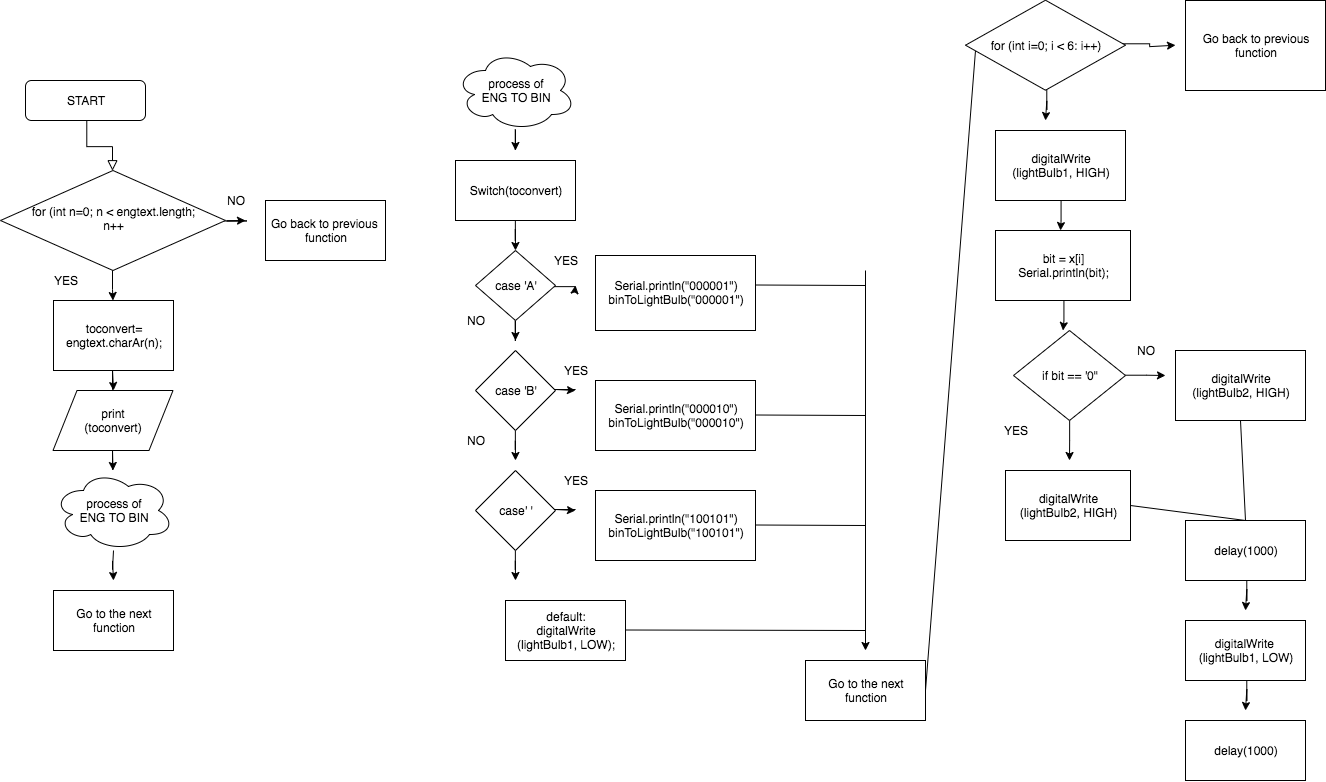 START
for (int n=0; n < engtext.length;
n++
NO
Go back to previous
function
YES
toconvert=
engtext.charAr(n);
print
(toconvert)
process of
ENG TO BIN
Go to the next
function
process of
ENG TO BIN
Switch(toconvert)
case 'A'
YES
Serial.println("000001")
binToLightBulb("000001")
NO
case 'B'
YES
Serial.println("000010")
binToLightBulb("000010")
NO
case' '
YES
Serial.println("100101")
binToLightBulb("100101")
default:
digitalWrite
(lightBulb1, LOW);
Go to the next
function
for (int i=0; i < 6: i++)
Go back to previous
function
digitalWrite
(lightBulb1, HIGH)
bit = x[i]
Serial.println(bit);
if bit == '0"
NO
digitalWrite
(lightBulb2, HIGH)
YES
digitalWrite
(lightBulb2, HIGH)
delay(1000)
digitalWrite
(lightBulb1, LOW)
delay(1000)